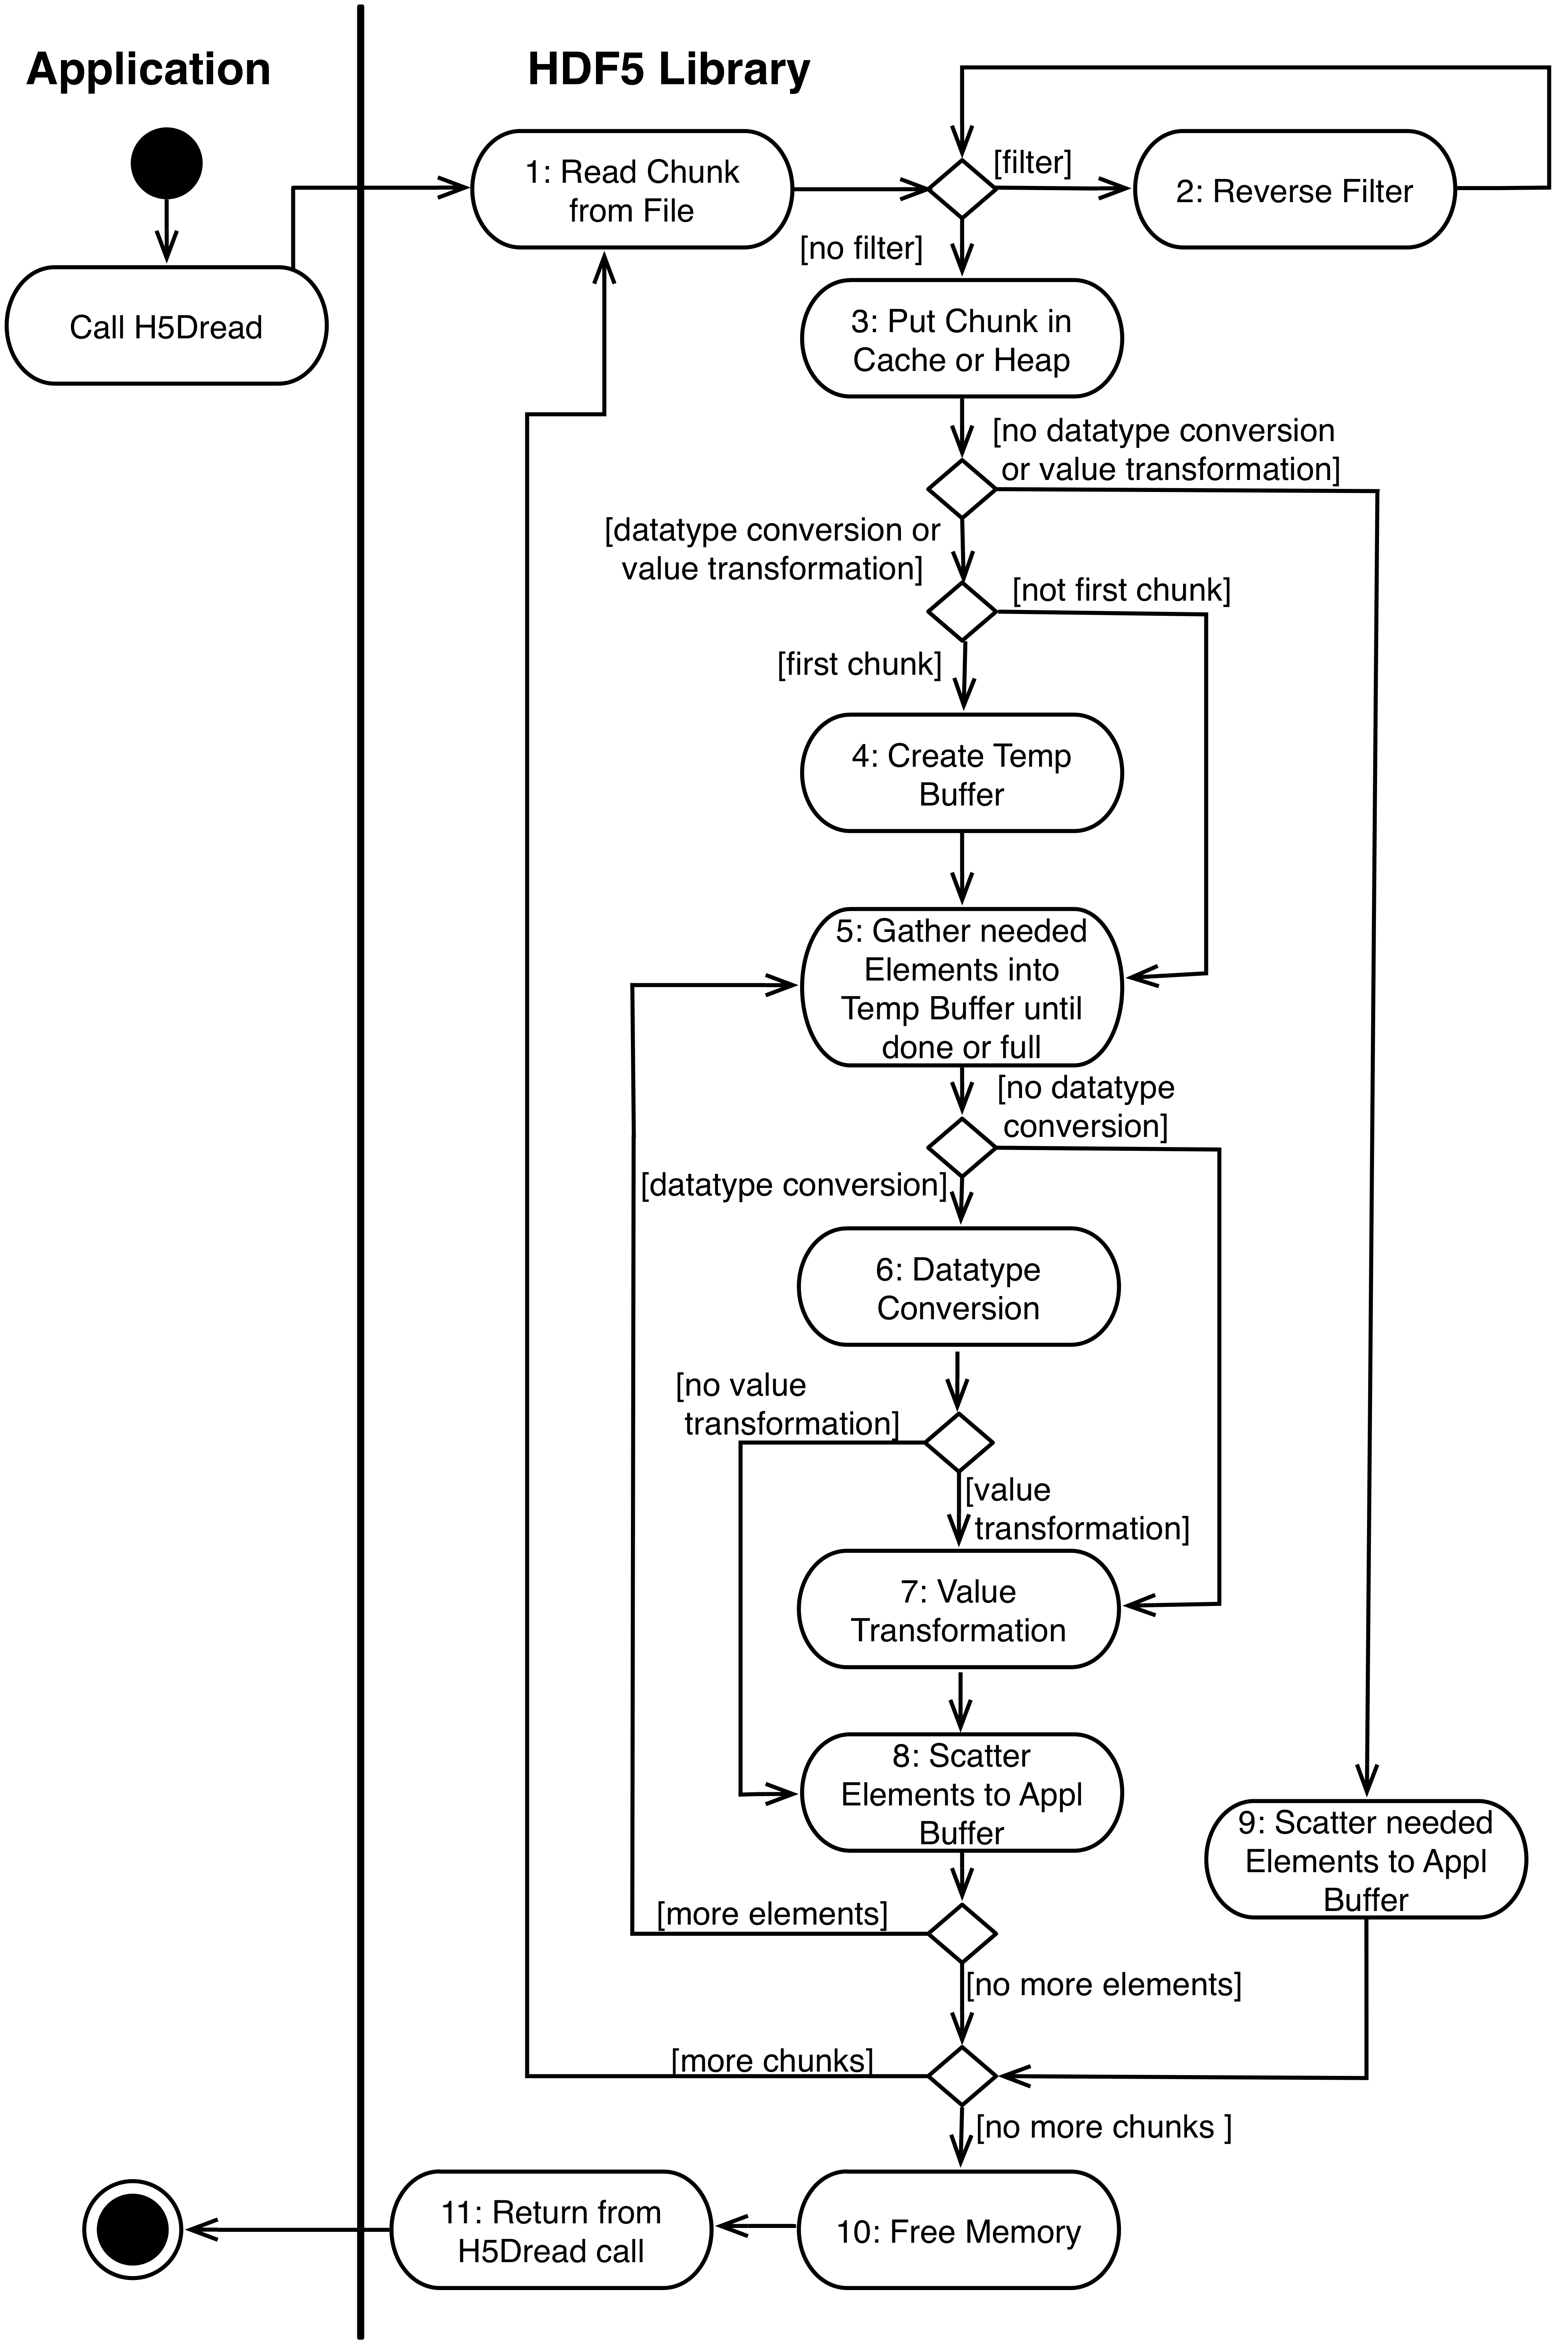 Application
HDF5 Library
1: Read Chunk
from File
[filter]
2: Reverse Filter
[no filter]
Call H5Dread
3: Put Chunk in
Cache or Heap
[no datatype conversion
or value transformation]
[datatype conversion or
value transformation]
[not first chunk]
[first chunk]
4: Create Temp
Buffer
5: Gather needed
Elements into
Temp Buffer until
done or full
[no datatype
conversion]
[datatype conversion]
6: Datatype
Conversion
[no value
transformation]
[value
transformation]
7: Value
Transformation
8: Scatter
Elements to Appl
Buffer
9: Scatter needed
Elements to Appl
Buffer
[more elements]
[no more elements]
[more chunks]
[no more chunks ]
11: Return from
H5Dread call
10: Free Memory